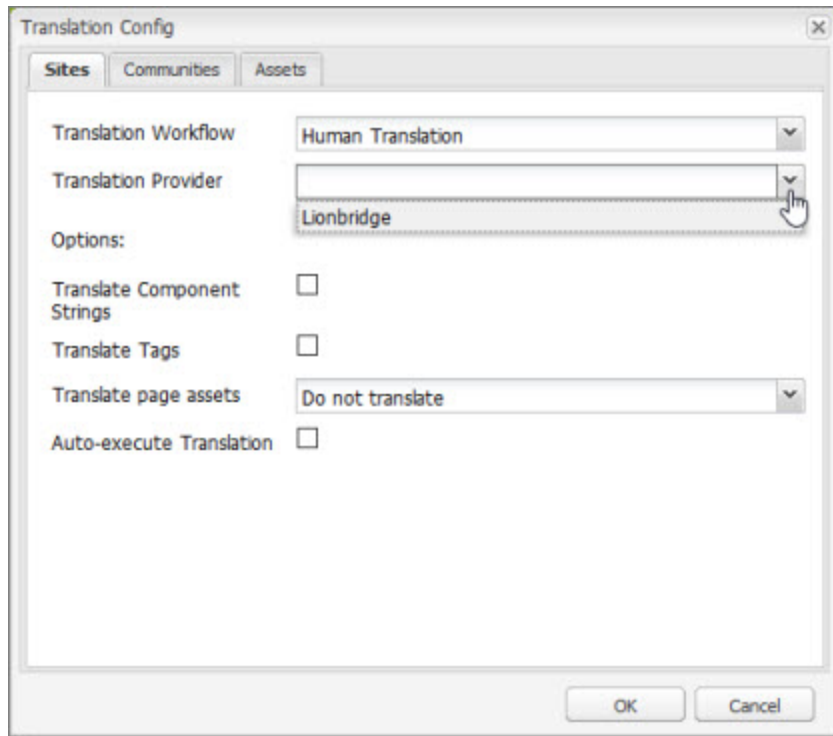 Translation Config
Sites Communities Assets
Translation Workflow Human Translation
Translation Provider
Lionbridge
Options:
Translate Component
Strings
Translate Tags
Translate page assets Do not translate
Auto-execute Translation
OK Cancel